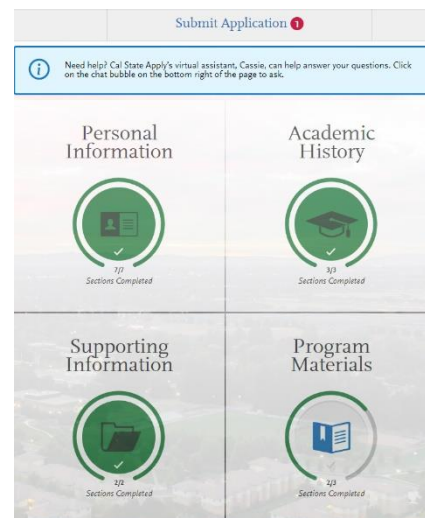 Submit Application 1
Need help? Cal State Apply's virtual assistant, Cassie, can help answer your questions. Click
on the chat bubble on the bottom right of the page to ask.
Personal
Information
7/7
Sections Completed
Academic
History
3/3
Sections Completed
Supporting
Information
2/2
Sections Completed
Program
Materials
2/3
Sections Completed